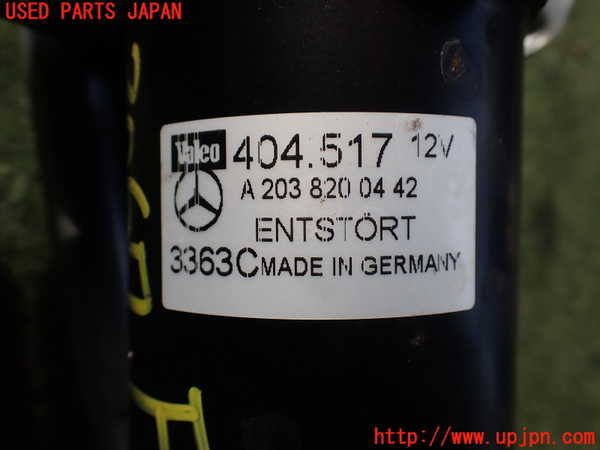 USED PARTS JAPAN
Valeo 404.517 12V
A 203 820 04 42
ENTSTÖRT
3363C MADE IN GERMANY
http://www.upjpn.com